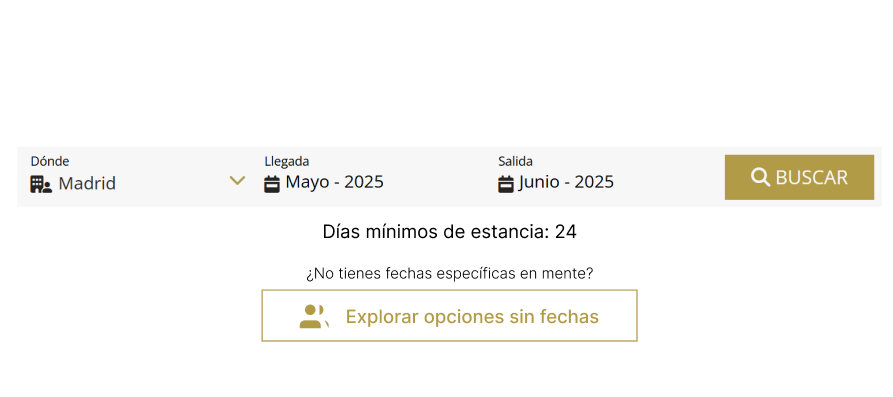 Dónde
Llegada
Salida
Madrid
Mayo - 2025
Junio - 2025
BUSCAR
Días mínimos de estancia: 24
¿No tienes fechas específicas en mente?
Explorar opciones sin fechas